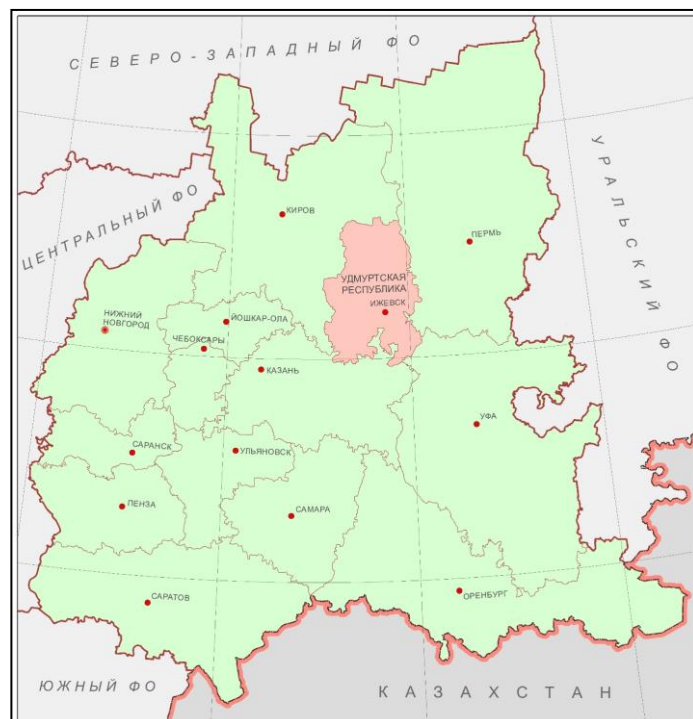 СЕВЕРО-ЗАПАДНЫЙ ФО
ЦЕНТРАЛЬНЫЙ ФО
УРАЛЬСКИЙ ФО
КИРОВ
ПЕРМЬ
УДМУРТСКАЯ
РЕСПУБЛИКА
ИЖЕВСК
НИЖНИЙ
НОВГОРОД
ЙОШКАР-ОЛА
ЧЕБОКСАРЫ
КАЗАНЬ
УФА
САРАНСК
УЛЬЯНОВСК
ПЕНЗА
САМАРА
САРАТОВ
ОРЕНБУРГ
ЮЖНЫЙ ФО
КАЗАХСТАН